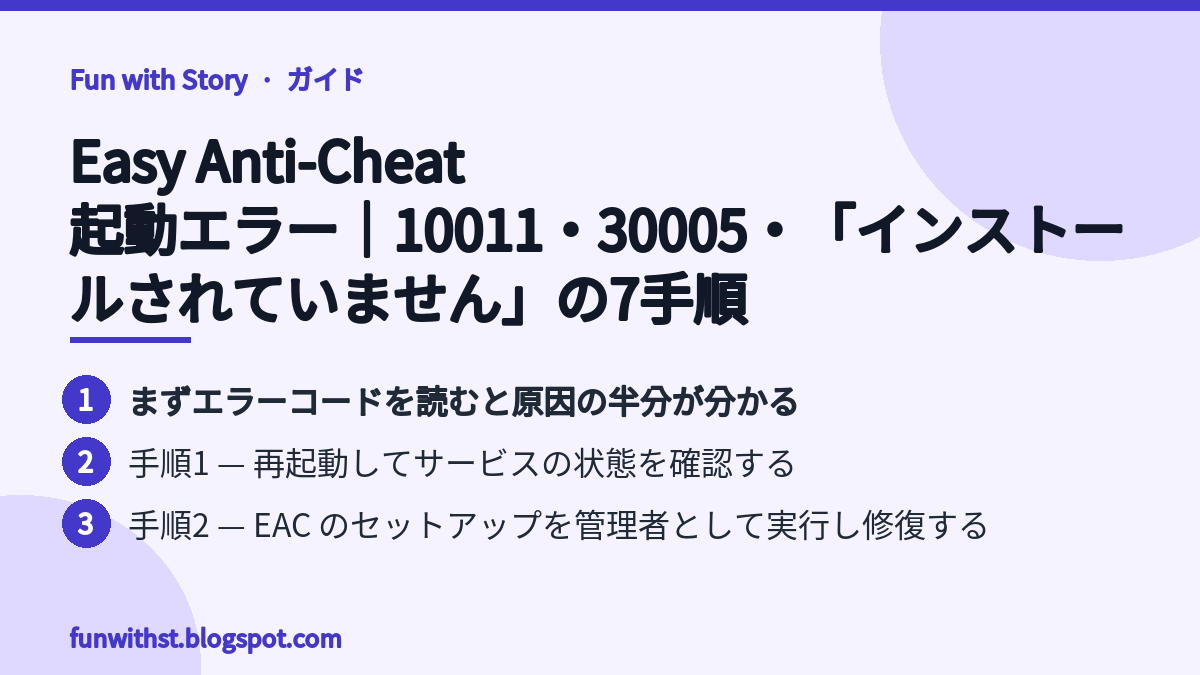 Fun with Story · ガイド
Easy Anti-Cheat
起動エラー｜10011・30005・「インストー
ルされていません」の7手順
1 まずエラーコードを読むと原因の半分が分かる
2 手順1 — 再起動してサービスの状態を確認する
3 手順2 — EAC のセットアップを管理者として実行し修復する
funwithst.blogspot.com